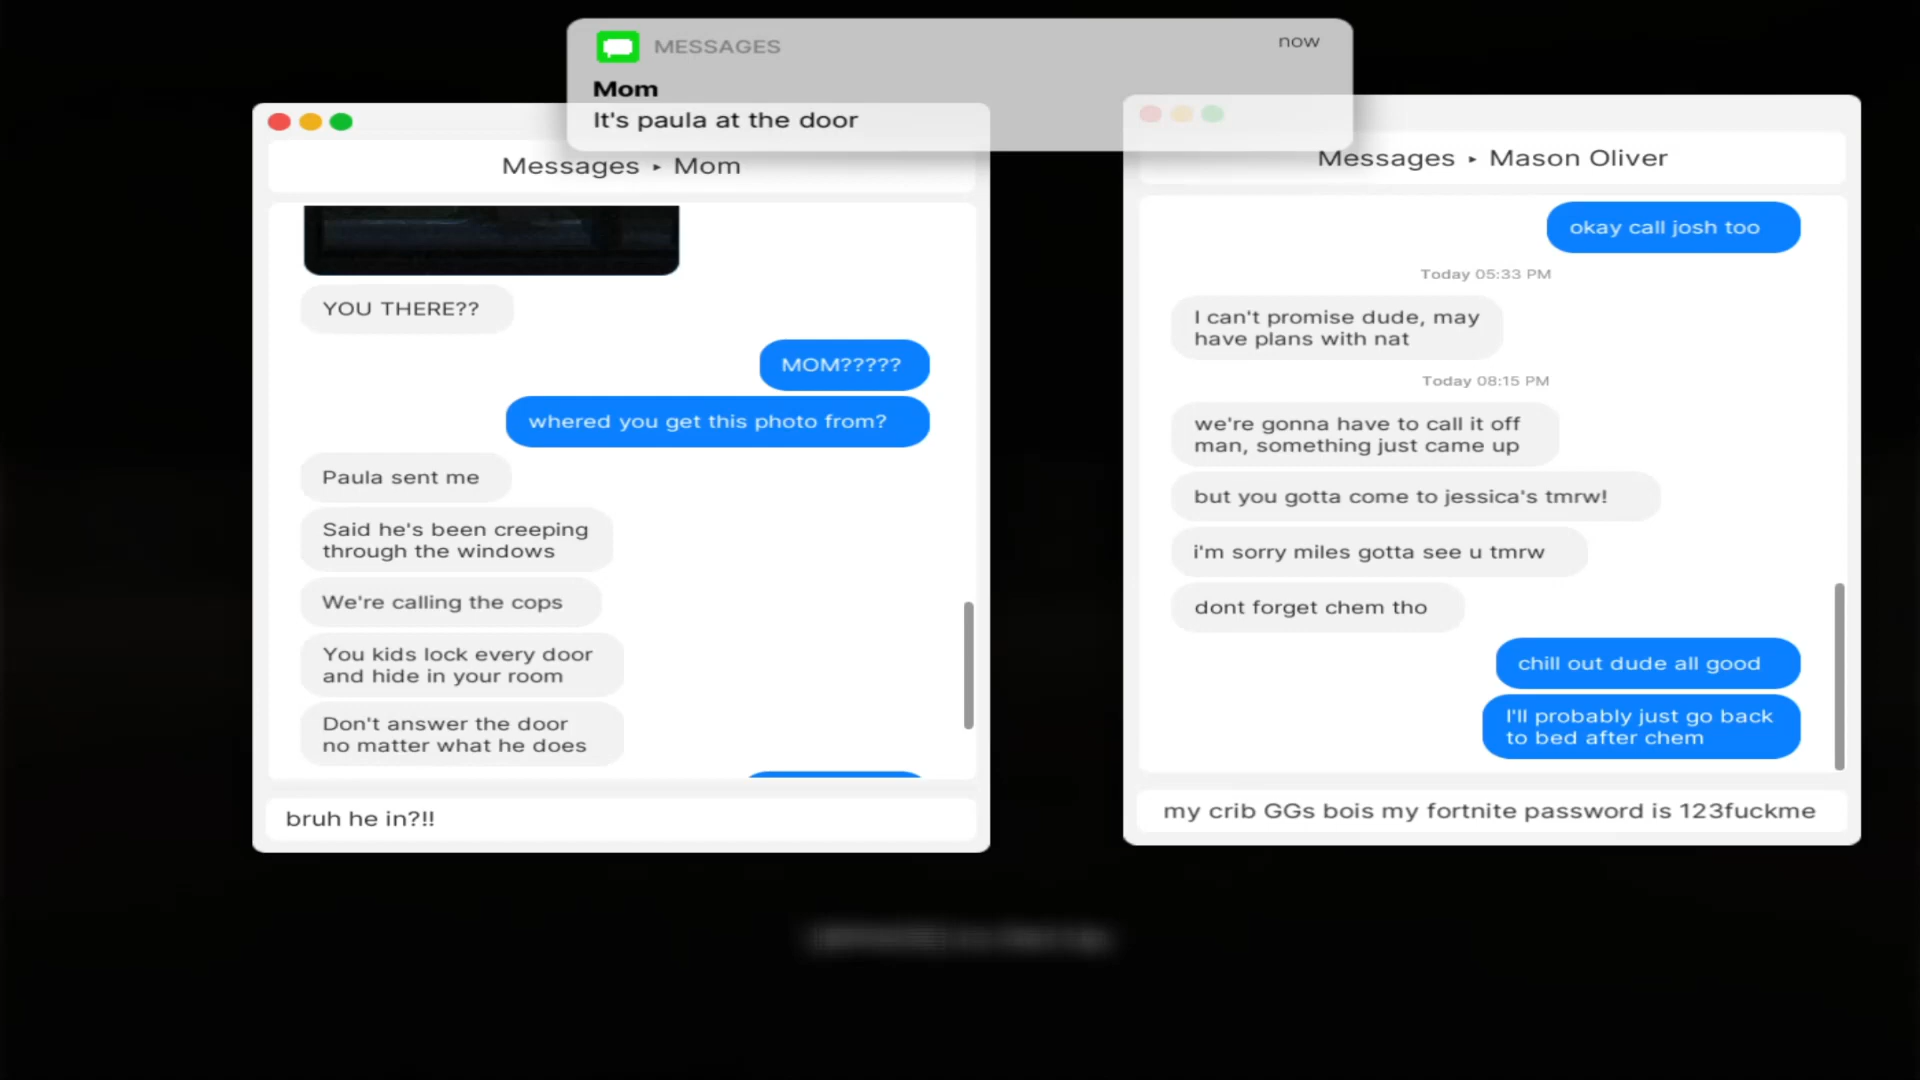 MESSAGES
now
Mom
It's paula at the door
Messages ▸ Mom
YOU THERE??
MOM?????
whered you get this photo from?
Paula sent me
Said he's been creeping
through the windows
We're calling the cops
You kids lock every door
and hide in your room
Don't answer the door
no matter what he does
bruh he in?!!
Messages ▸ Mason Oliver
okay call josh too
Today 05:33 PM
I can't promise dude, may
have plans with nat
Today 08:15 PM
we're gonna have to call it off
man, something just came up
but you gotta come to jessica's tmrw!
i'm sorry miles gotta see u tmrw
dont forget chem tho
chill out dude all good
I'll probably just go back
to bed after chem
my crib GGs bois my fortnite password is 123fuckme